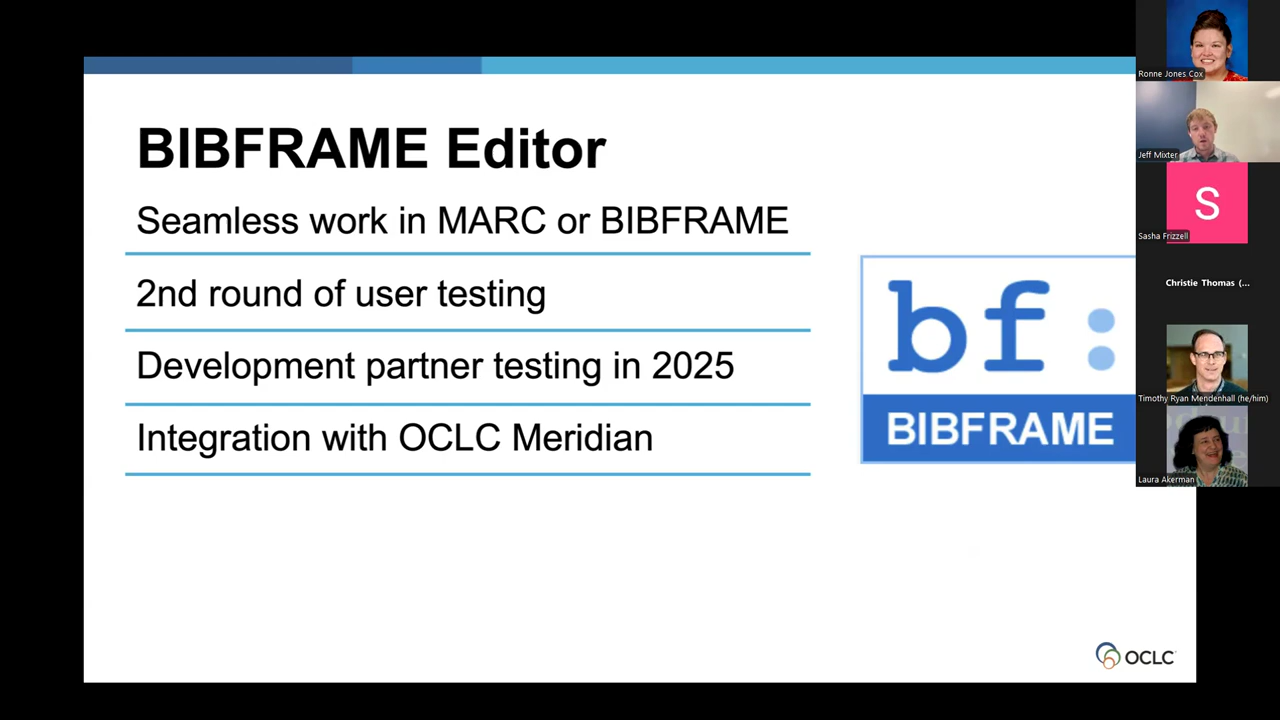 BIBFRAME Editor
Seamless work in MARC or BIBFRAME
2nd round of user testing
Development partner testing in 2025
Integration with OCLC Meridian
bf:
BIBFRAME
OCLC
Ronne Jones Cox
Jeff Mixter
S
Sasha Frizzell
Christie Thomas (...
Timothy Ryan Mendenhall (he/him)
Laura Akerman